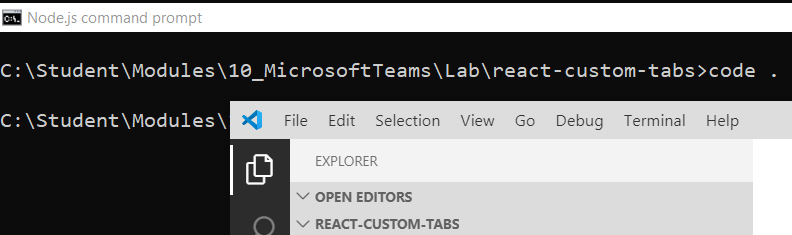 Node.js command prompt
C:\Student\Modules\10_MicrosoftTeams\Lab\react-custom-tabs>code .
C:\Student\Modules\
File Edit Selection View Go Debug Terminal Help
EXPLORER
OPEN EDITORS
REACT-CUSTOM-TABS